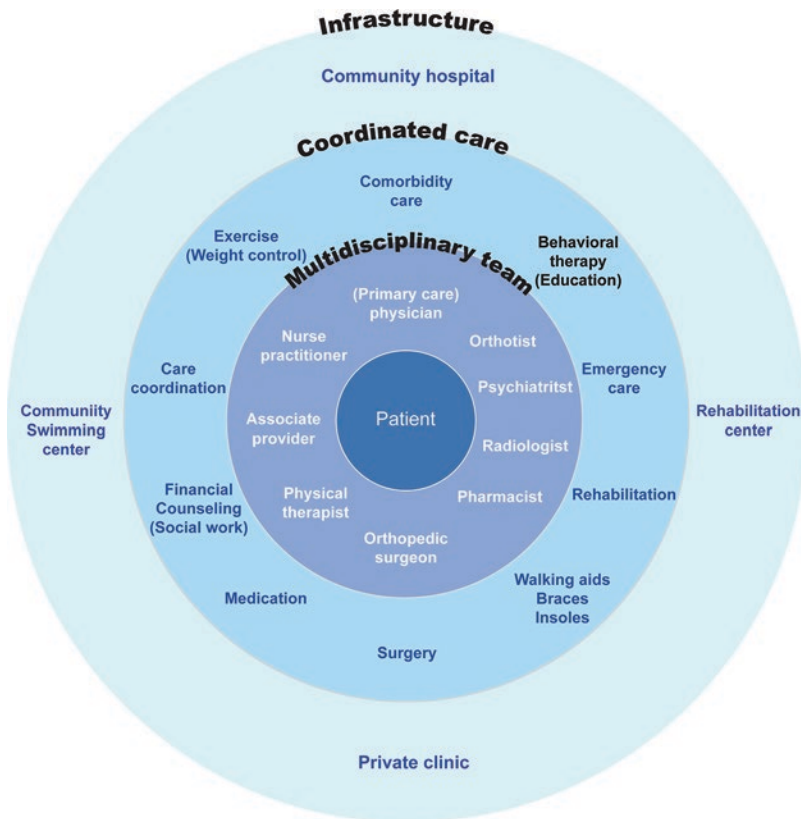 Infrastructure
Community hospital
Coordinated care
Comorbidity
care
Exercise
(Weight control)
Behavioral
therapy
(Education)
Multidisciplinary team
(Primary care)
physician
Nurse
practitioner
Orthotist
Care
coordination
Psychiatritst
Emergency
care
Communiity
Swimming
center
Associate
provider
Patient
Radiologist
Rehabilitation
center
Financial
Counseling
(Social work)
Physical
therapist
Pharmacist
Rehabilitation
Orthopedic
surgeon
Medication
Walking aids
Braces
Insoles
Surgery
Private clinic